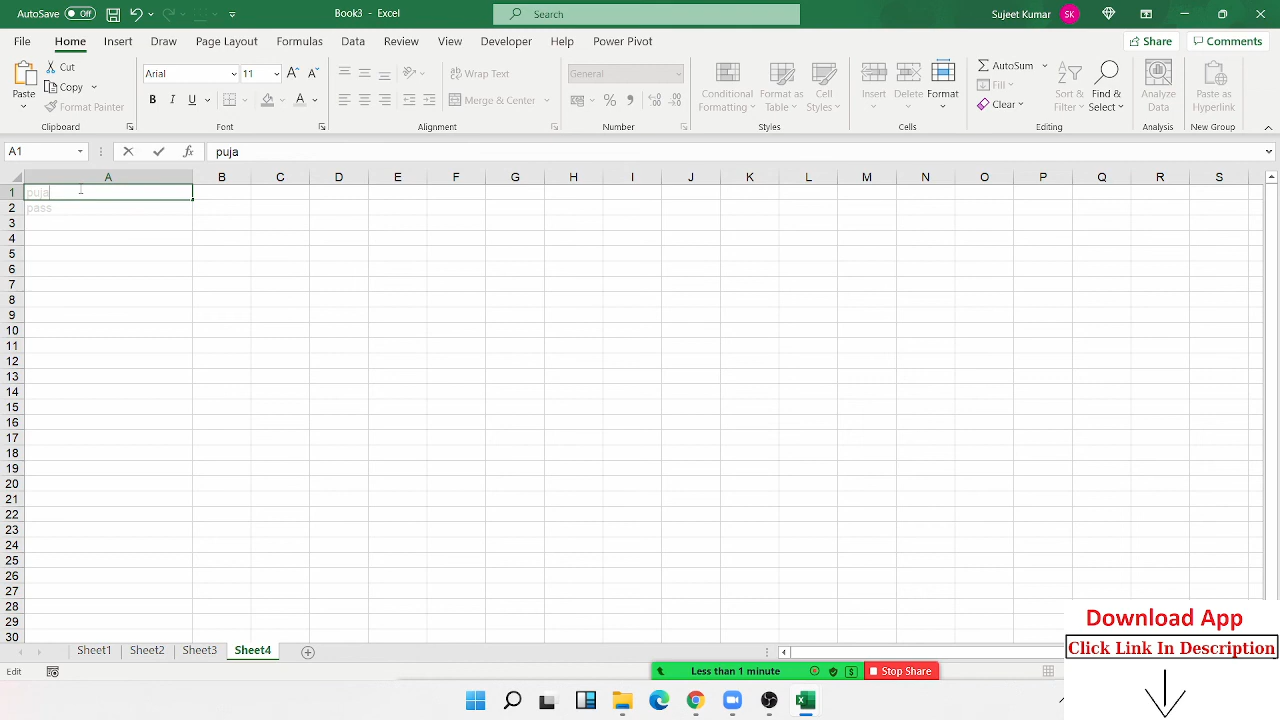 AutoSave Off Book3 - Excel Search Sujeet Kumar SK
File Home Insert Draw Page Layout Formulas Data Review View Developer Help Power Pivot Share Comments
Paste Cut Copy Format Painter
Arial 11 B I U A
Wrap Text Merge & Center
General %
Conditional Formatting Format as Table Cell Styles
Insert Delete Format
AutoSum Fill Clear Sort & Filter Find & Select
Analyze Data Paste as Hyperlink
Clipboard Font Alignment Number Styles Cells Editing Analysis New Group
A1 fx puja
A B C D E F G H I J K L M N O P Q R S
1 puja
2 pass
3
4
5
6
7
8
9
10
11
12
13
14
15
16
17
18
19
20
21
22
23
24
25
26
27
28
29
30
Download App
Click Link In Description
Sheet1 Sheet2 Sheet3 Sheet4
Edit Less than 1 minute $ Stop Share